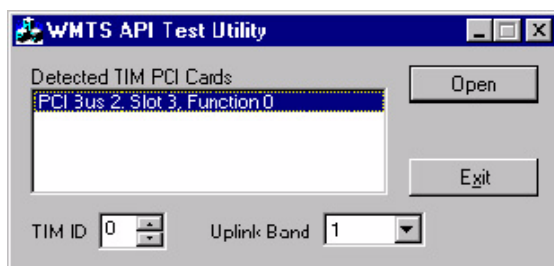 WMTS API Test Utility
Detected TIM PCI Cards
PCI Bus 2, Slot 3, Function 0
Open
Exit
TIM ID 0 Uplink Band 1